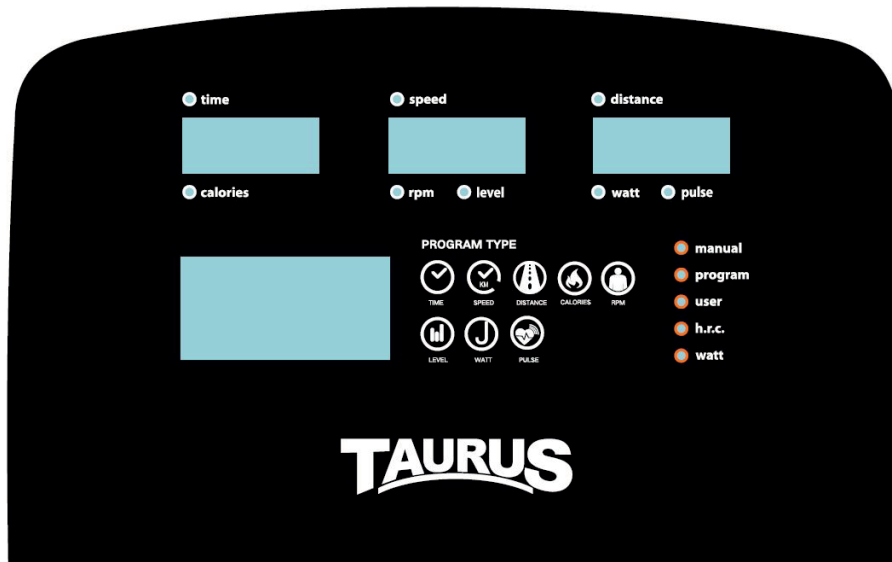 time speed distance
calories rpm level watt pulse
PROGRAM TYPE
KM
TIME SPEED DISTANCE CALORIES RPM
LEVEL WATT PULSE
manual
program
user
h.r.c.
watt
TAURUS